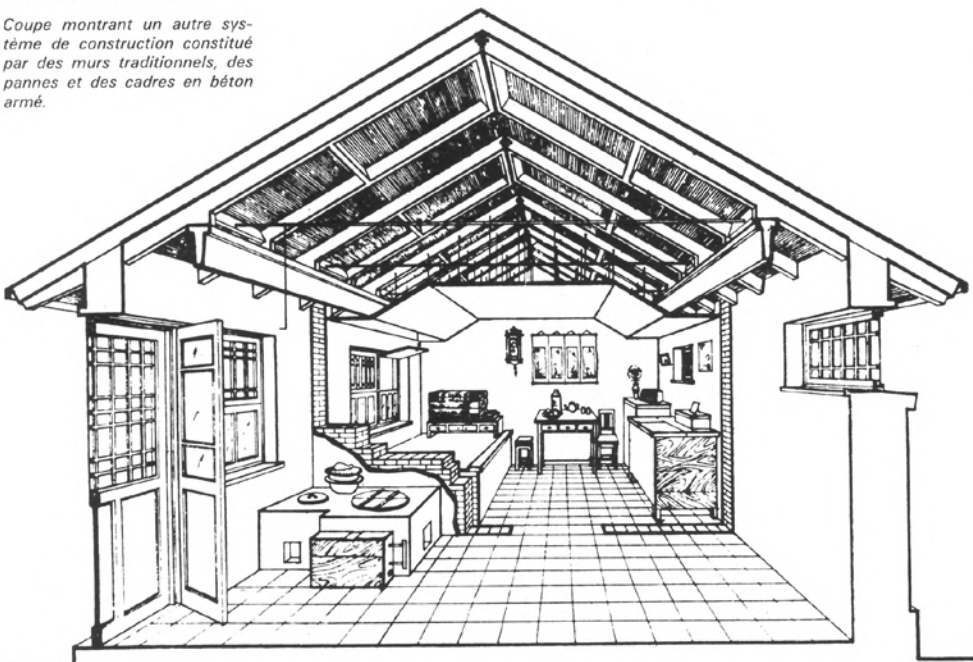 Coupe montrant un autre sys-
tème de construction constitué
par des murs traditionnels, des
pannes et des cadres en béton
armé.